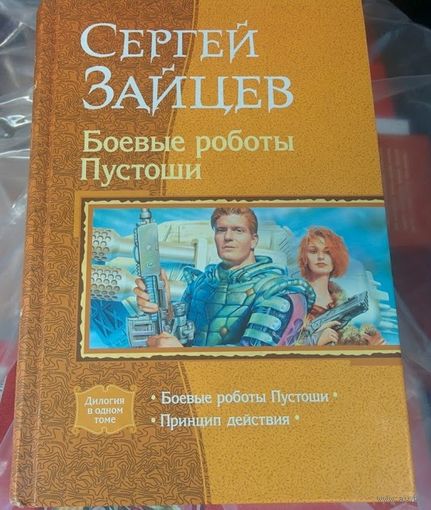 СЕРГЕЙ
ЗАЙЦЕВ
Боевые роботы
Пустоши
Дилогия
в одном
томе
• Боевые роботы Пустоши •
• Принцип действия •